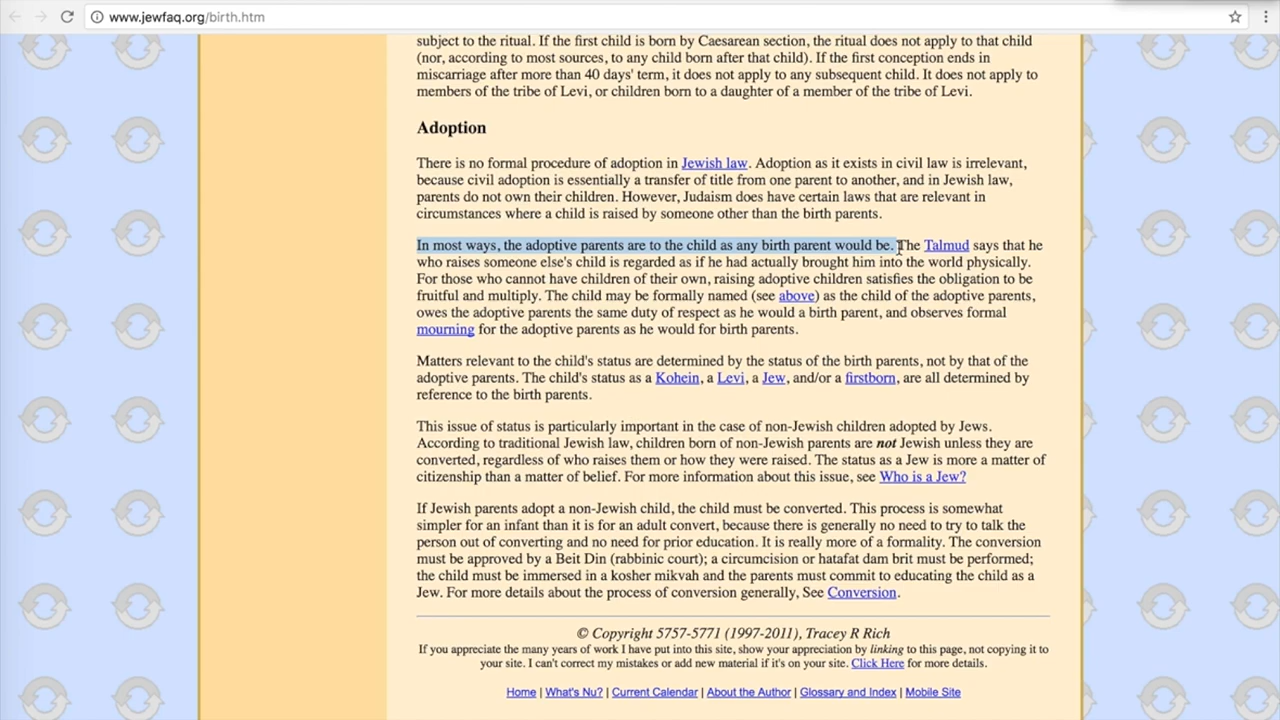 www.jewfaq.org/birth.htm
subject to the ritual. If the first child is born by Caesarean section, the ritual does not apply to that child
(nor, according to most sources, to any child born after that child). If the first conception ends in
miscarriage after more than 40 days' term, it does not apply to any subsequent child. It does not apply to
members of the tribe of Levi, or children born to a daughter of a member of the tribe of Levi.
Adoption
There is no formal procedure of adoption in Jewish law. Adoption as it exists in civil law is irrelevant,
because civil adoption is essentially a transfer of title from one parent to another, and in Jewish law,
parents do not own their children. However, Judaism does have certain laws that are relevant in
circumstances where a child is raised by someone other than the birth parents.
In most ways, the adoptive parents are to the child as any birth parent would be. The Talmud says that he
who raises someone else's child is regarded as if he had actually brought him into the world physically.
For those who cannot have children of their own, raising adoptive children satisfies the obligation to be
fruitful and multiply. The child may be formally named (see above) as the child of the adoptive parents,
owes the adoptive parents the same duty of respect as he would a birth parent, and observes formal
mourning for the adoptive parents as he would for birth parents.
Matters relevant to the child's status are determined by the status of the birth parents, not by that of the
adoptive parents. The child's status as a Kohein, a Levi, a Jew, and/or a firstborn, are all determined by
reference to the birth parents.
This issue of status is particularly important in the case of non-Jewish children adopted by Jews.
According to traditional Jewish law, children born of non-Jewish parents are not Jewish unless they are
converted, regardless of who raises them or how they were raised. The status as a Jew is more a matter of
citizenship than a matter of belief. For more information about this issue, see Who is a Jew?
If Jewish parents adopt a non-Jewish child, the child must be converted. This process is somewhat
simpler for an infant than it is for an adult convert, because there is generally no need to try to talk the
person out of converting and no need for prior education. It is really more of a formality. The conversion
must be approved by a Beit Din (rabbinic court); a circumcision or hatafat dam brit must be performed;
the child must be immersed in a kosher mikvah and the parents must commit to educating the child as a
Jew. For more details about the process of conversion generally, See Conversion.
© Copyright 5757-5771 (1997-2011), Tracey R Rich
If you appreciate the many years of work I have put into this site, show your appreciation by linking to this page, not copying it to
your site. I can't correct my mistakes or add new material if it's on your site. Click Here for more details.
Home | What's Nu? | Current Calendar | About the Author | Glossary and Index | Mobile Site